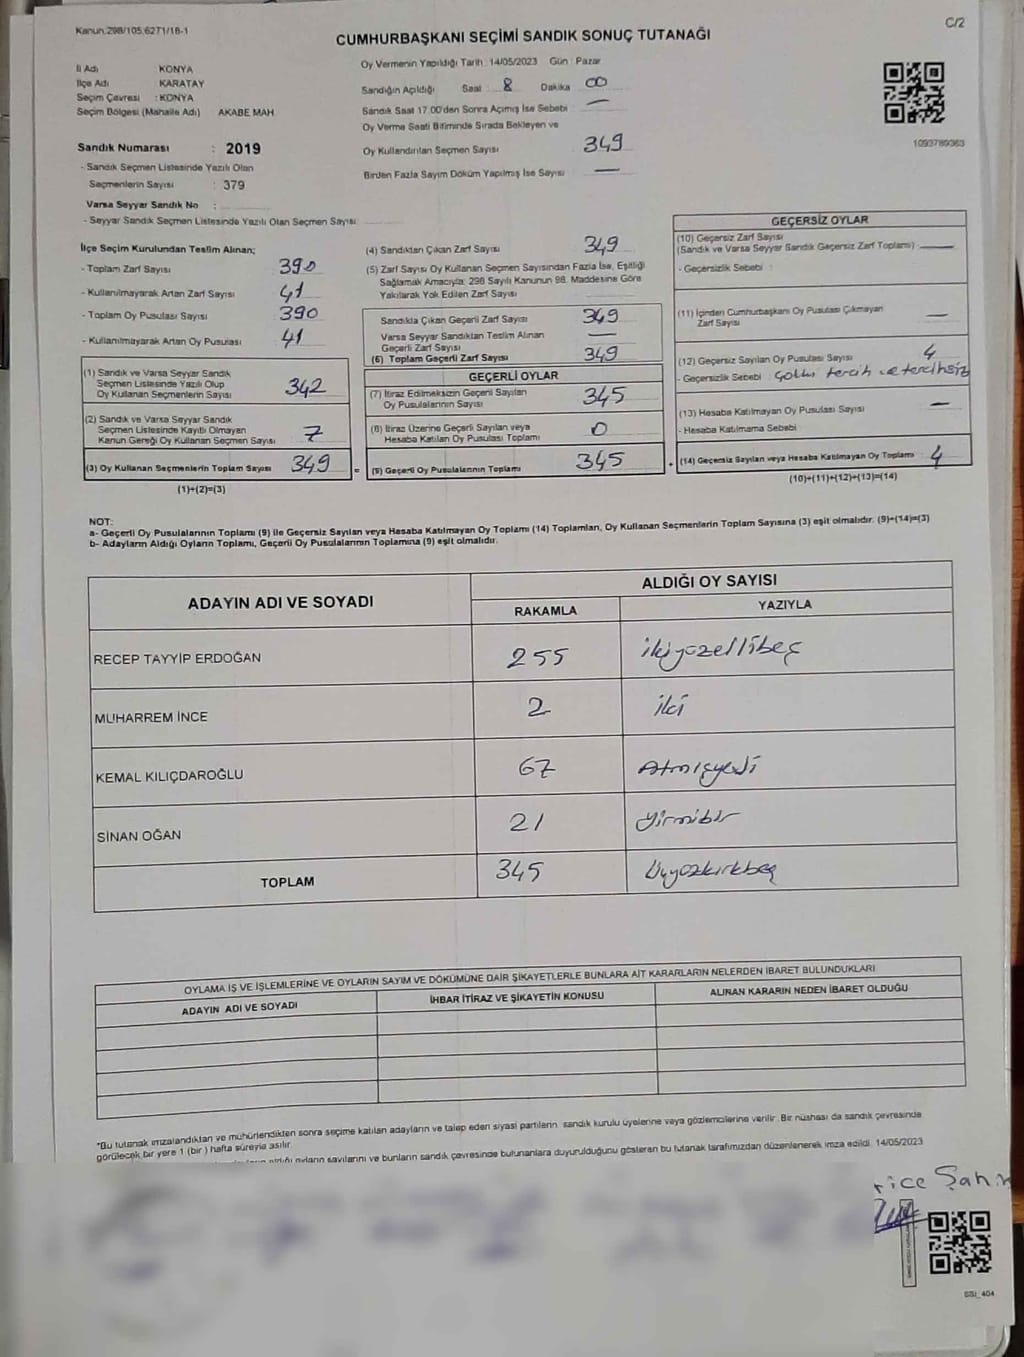 Kanun:298/105,6271/18-1
C/2
CUMHURBAŞKANI SEÇİMİ SANDIK SONUÇ TUTANAĞI
İl Adı : KONYA
İlçe Adı : KARATAY
Seçim Çevresi : KONYA
Seçim Bölgesi (Mahalle Adı) AKABE MAH
Sandık Numarası : 2019
- Sandık Seçmen Listesinde Yazılı Olan
Seçmenlerin Sayısı : 379
Varsa Seyyar Sandık No :
- Seyyar Sandık Seçmen Listesinde Yazılı Olan Seçmen Sayısı
Oy Vermenin Yapıldığı Tarih : 14/05/2023 Gün : Pazar
Sandığın Açıldığı Saat 8 Dakika 00
Sandık Saat 17.00'den Sonra Açılmış İse Sebebi —
Oy Verme Saati Bitiminde Sırada Bekleyen ve
Oy Kullandırılan Seçmen Sayısı 349
Birden Fazla Sayım Döküm Yapılmış İse Sayısı —
1093789363
İlçe Seçim Kurulundan Teslim Alınan;
- Toplam Zarf Sayısı 390
- Kullanılmayarak Artan Zarf Sayısı 41
- Toplam Oy Pusulası Sayısı 390
- Kullanılmayarak Artan Oy Pusulası 41
(1) Sandık ve Varsa Seyyar Sandık
Seçmen Listesinde Yazılı Olup
Oy Kullanan Seçmenlerin Sayısı 342
(2) Sandık ve Varsa Seyyar Sandık
Seçmen Listesinde Kayıtlı Olmayan
Kanun Gereği Oy Kullanan Seçmen Sayısı 7
(3) Oy Kullanan Seçmenlerin Toplam Sayısı 349
(1)+(2)=(3)
(4) Sandıktan Çıkan Zarf Sayısı 349
(5) Zarf Sayısı Oy Kullanan Seçmen Sayısından Fazla İse, Eşitliği
Sağlamak Amacıyla; 298 Sayılı Kanunun 98. Maddesine Göre
Yakılarak Yok Edilen Zarf Sayısı
Sandıkta Çıkan Geçerli Zarf Sayısı 349
Varsa Seyyar Sandıktan Teslim Alınan
Geçerli Zarf Sayısı —
(6) Toplam Geçerli Zarf Sayısı 349
GEÇERLİ OYLAR
(7) İtiraz Edilmeksizin Geçerli Sayılan
Oy Pusulalarının Sayısı 345
(8) İtiraz Üzerine Geçerli Sayılan veya
Hesaba Katılan Oy Pusulası Toplamı 0
= (9) Geçerli Oy Pusulalarının Toplamı 345
GEÇERSİZ OYLAR
(10) Geçersiz Zarf Sayısı
(Sandık ve Varsa Seyyar Sandık Geçersiz Zarf Toplamı) —
- Geçersizlik Sebebi :
(11) İçinden Cumhurbaşkanı Oy Pusulası Çıkmayan
Zarf Sayısı —
(12) Geçersiz Sayılan Oy Pusulası Sayısı 4
- Geçersizlik Sebebi : çoklu tercih ve tercihsiz
(13) Hesaba Katılmayan Oy Pusulası Sayısı —
- Hesaba Katılmama Sebebi
+ (14) Geçersiz Sayılan veya Hesaba Katılmayan Oy Toplamı : 4
(10)+(11)+(12)+(13)=(14)
NOT:
a- Geçerli Oy Pusulalarının Toplamı (9) ile Geçersiz Sayılan veya Hesaba Katılmayan Oy Toplamı (14) Toplamları, Oy Kullanan Seçmenlerin Toplam Sayısına (3) eşit olmalıdır. (9)+(14)=(3)
b- Adayların Aldığı Oyların Toplamı, Geçerli Oy Pusulalarının Toplamına (9) eşit olmalıdır.
ADAYIN ADI VE SOYADI
ALDIĞI OY SAYISI
RAKAMLA YAZIYLA
RECEP TAYYİP ERDOĞAN 255 ikiyüzellibeş
MUHARREM İNCE 2 iki
KEMAL KILIÇDAROĞLU 67 Atmışyedi
SİNAN OĞAN 21 yirmibir
TOPLAM 345 Üçyüzkırkbeş
OYLAMA İŞ VE İŞLEMLERİNE VE OYLARIN SAYIM VE DÖKÜMÜNE DAİR ŞİKAYETLERLE BUNLARA AİT KARARLARIN NELERDEN İBARET BULUNDUKLARI
ADAYIN ADI VE SOYADI İHBAR İTİRAZ VE ŞİKAYETİN KONUSU ALINAN KARARIN NEDEN İBARET OLDUĞU
*Bu tutanak imzalandıktan ve mühürlendikten sonra seçime katılan adayların ve talep eden siyasi partilerin sandık kurulu üyelerine veya gözlemcilerine verilir. Bir nüshası da sandık çevresinde
görülecek bir yere 1 (bir) hafta süreyle asılır.
aldığı oyların sayılarını ve bunların sandık çevresinde bulunanlara duyurulduğunu gösteren bu tutanak tarafımızdan düzenlenerek imza edildi. 14/05/2023
SSI_404